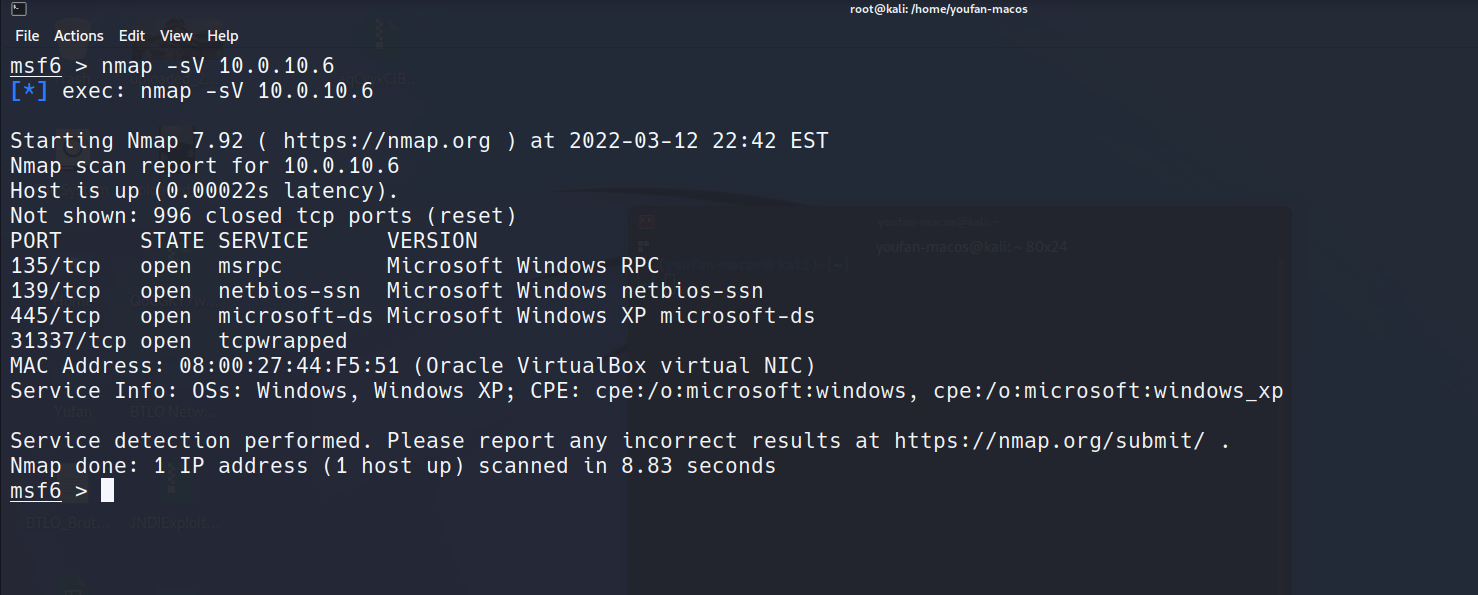 root@kali: /home/youfan-macos
File Actions Edit View Help
msf6 > nmap -sV 10.0.10.6
[*] exec: nmap -sV 10.0.10.6
Starting Nmap 7.92 ( https://nmap.org ) at 2022-03-12 22:42 EST
Nmap scan report for 10.0.10.6
Host is up (0.00022s latency).
Not shown: 996 closed tcp ports (reset)
PORT STATE SERVICE VERSION
135/tcp open msrpc Microsoft Windows RPC
139/tcp open netbios-ssn Microsoft Windows netbios-ssn
445/tcp open microsoft-ds Microsoft Windows XP microsoft-ds
31337/tcp open tcpwrapped
MAC Address: 08:00:27:44:F5:51 (Oracle VirtualBox virtual NIC)
Service Info: OSs: Windows, Windows XP; CPE: cpe:/o:microsoft:windows, cpe:/o:microsoft:windows_xp
Service detection performed. Please report any incorrect results at https://nmap.org/submit/ .
Nmap done: 1 IP address (1 host up) scanned in 8.83 seconds
msf6 >
youfan-macos@kali:~
youfan-macos@kali: ~ 80x24
Yufan
BTLO Netw...
BTLO_Brut...
JNDIExploit...